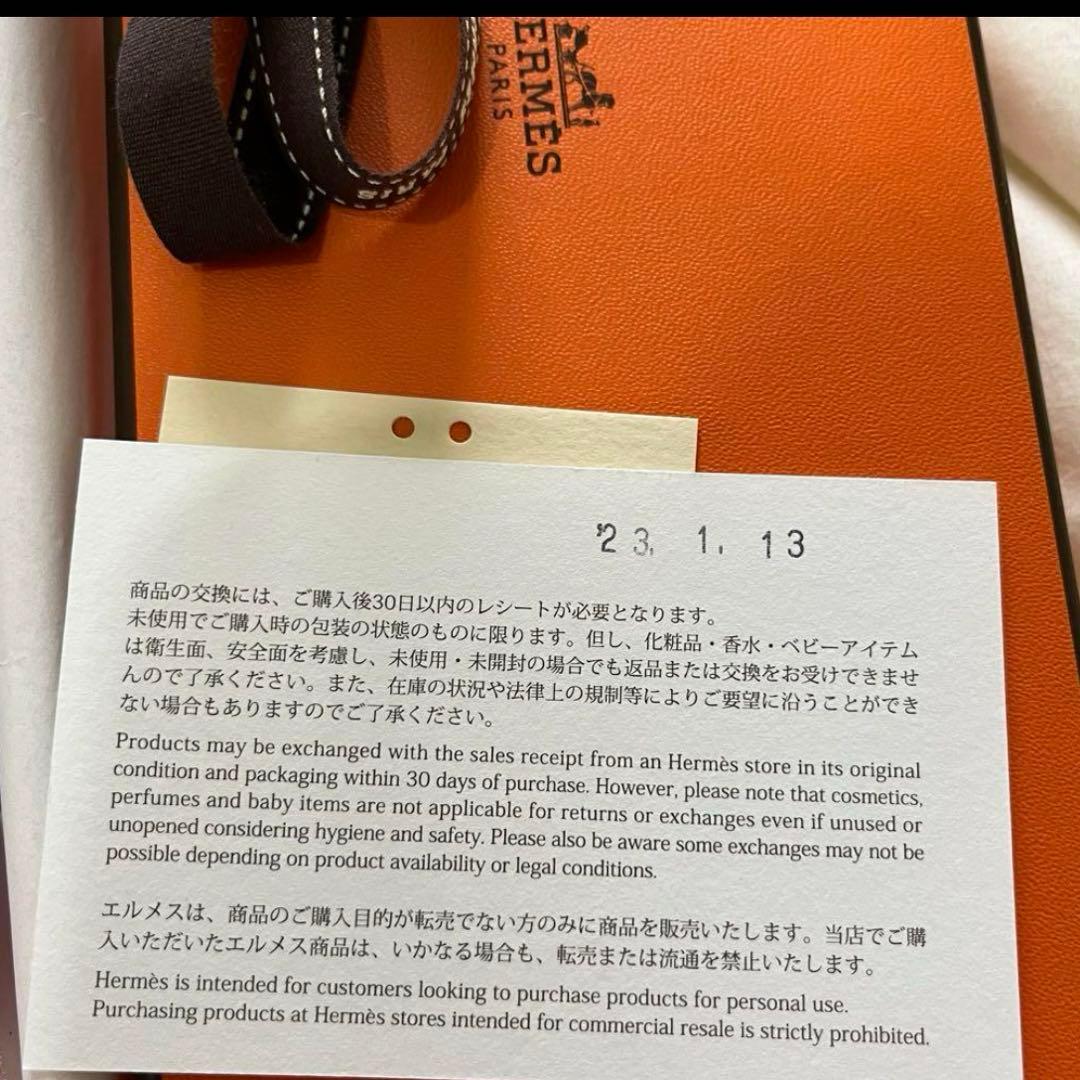 ERMÈS
PARIS
'23. 1. 13
商品の交換には、ご購入後30日以内のレシートが必要となります。
未使用でご購入時の包装の状態のものに限ります。但し、化粧品・香水・ベビーアイテム
は衛生面、安全面を考慮し、未使用・未開封の場合でも返品または交換をお受けできませ
んので了承ください。また、在庫の状況や法律上の規制等によりご要望に沿うことができ
ない場合もありますのでご了承ください。
Products may be exchanged with the sales receipt from an Hermès store in its original
condition and packaging within 30 days of purchase. However, please note that cosmetics,
perfumes and baby items are not applicable for returns or exchanges even if unused or
unopened considering hygiene and safety. Please also be aware some exchanges may not be
possible depending on product availability or legal conditions.
エルメスは、商品のご購入目的が転売でない方のみに商品を販売いたします。当店でご購
入いただいたエルメス商品は、いかなる場合も、転売または流通を禁止いたします。
Hermès is intended for customers looking to purchase products for personal use.
Purchasing products at Hermès stores intended for commercial resale is strictly prohibited.